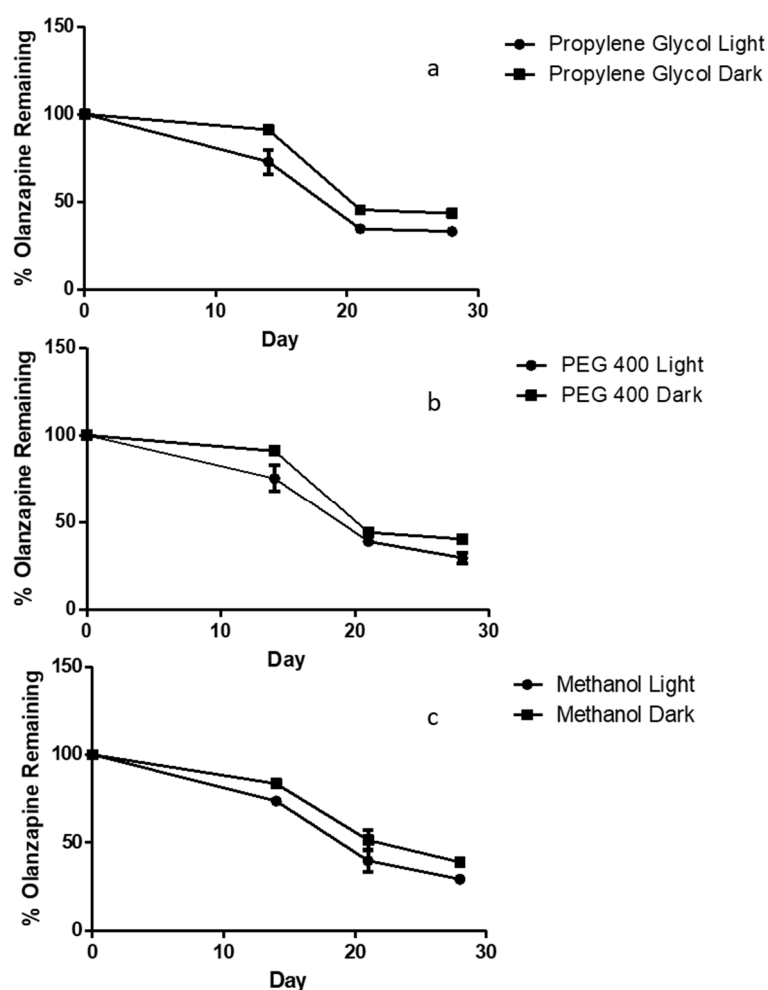 150
100
50
0
% Olanzapine Remaining
a
Propylene Glycol Light
Propylene Glycol Dark
0 10 20 30
Day
150
100
50
0
% Olanzapine Remaining
b
PEG 400 Light
PEG 400 Dark
0 10 20 30
Day
150
100
50
0
% Olanzapine Remaining
c
Methanol Light
Methanol Dark
0 10 20 30
Day